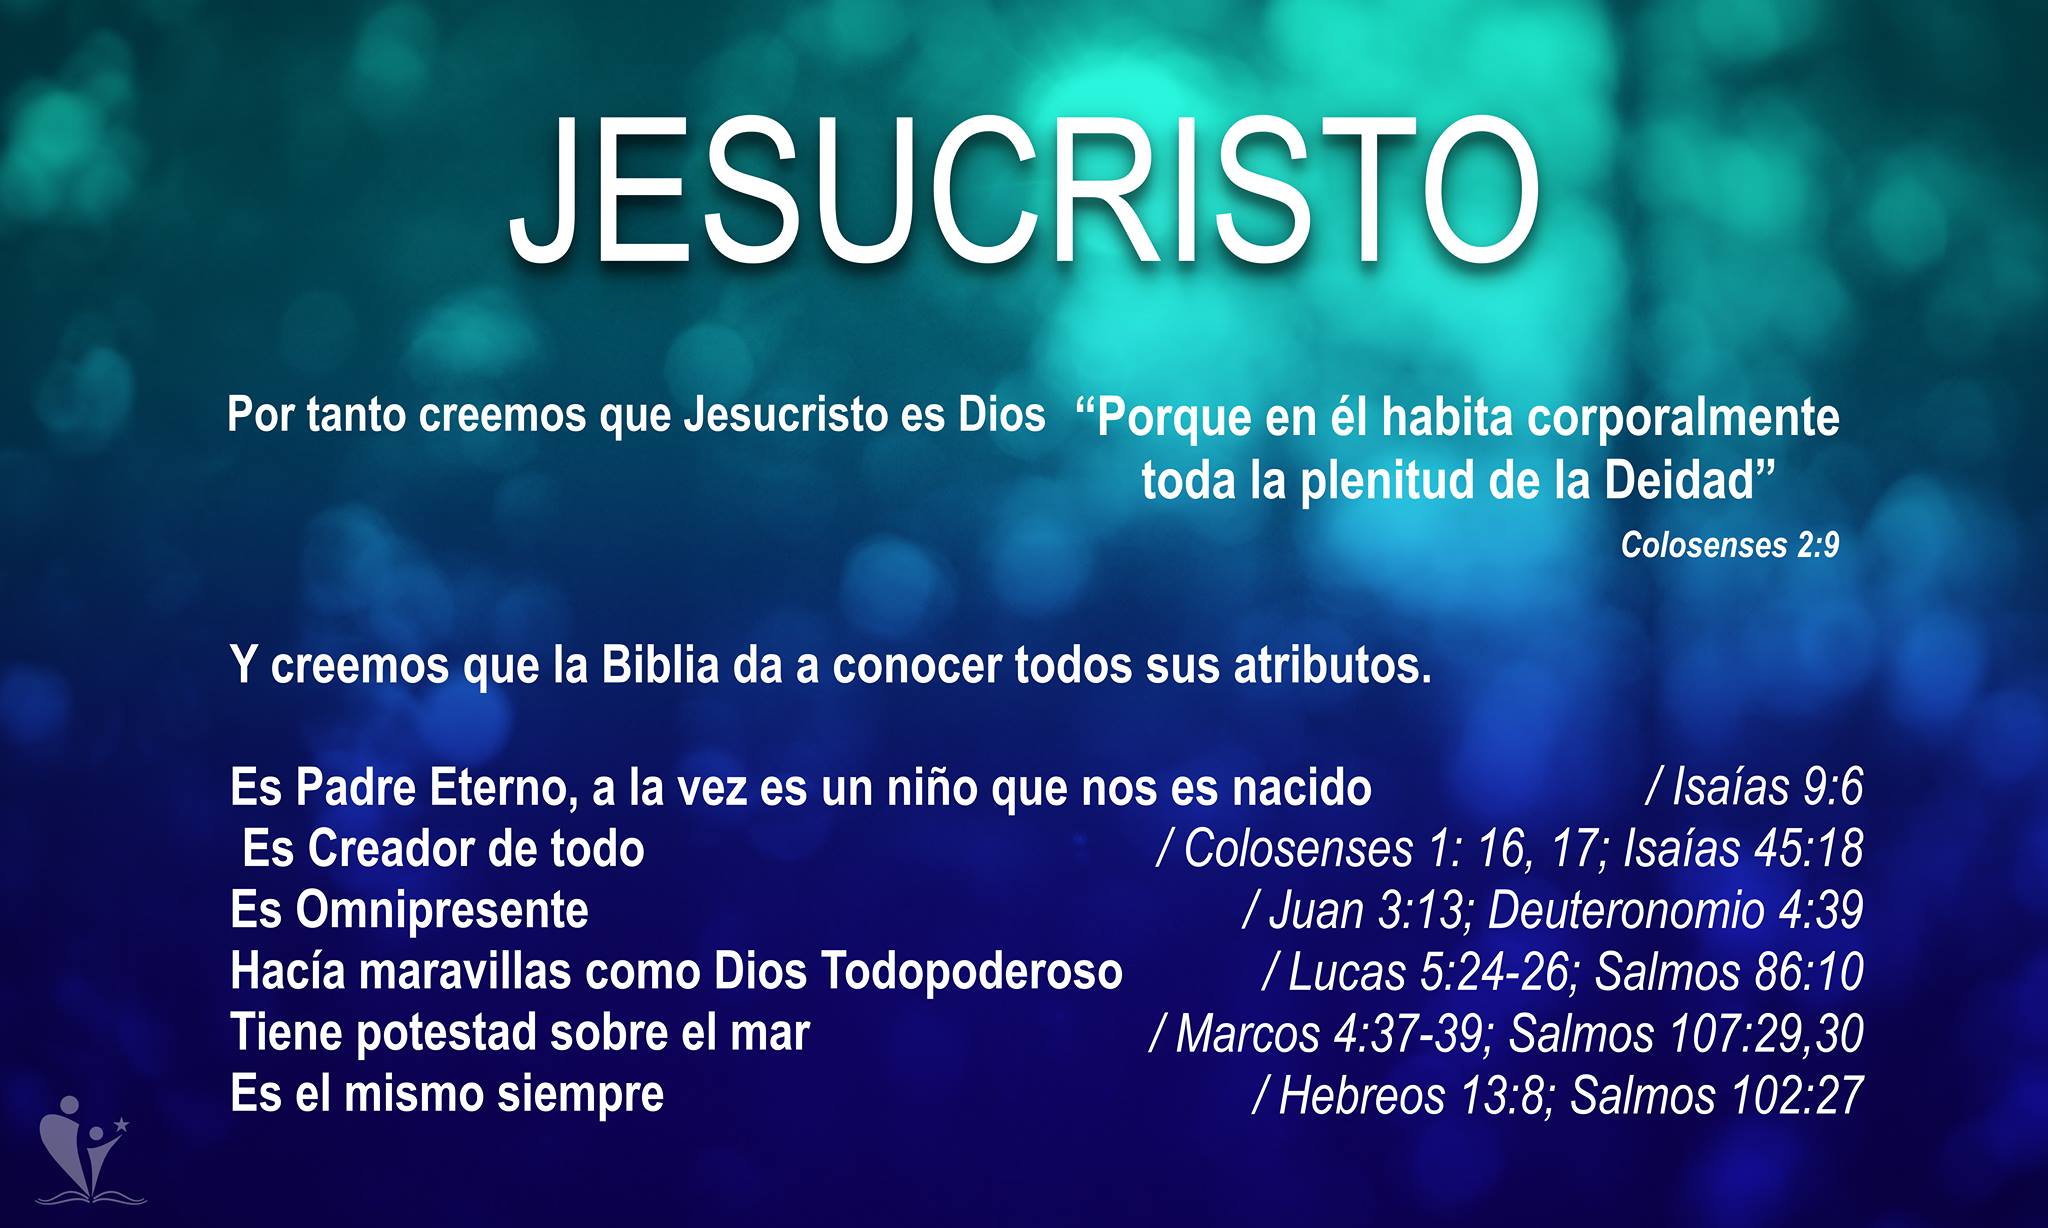 JESUCRISTO
Por tanto creemos que Jesucristo es Dios
“Porque en él habita corporalmente
toda la plenitud de la Deidad”
Colosenses 2:9
Y creemos que la Biblia da a conocer todos sus atributos.
Es Padre Eterno, a la vez es un niño que nos es nacido / Isaías 9:6
Es Creador de todo / Colosenses 1: 16, 17; Isaías 45:18
Es Omnipresente / Juan 3:13; Deuteronomio 4:39
Hacía maravillas como Dios Todopoderoso / Lucas 5:24-26; Salmos 86:10
Tiene potestad sobre el mar / Marcos 4:37-39; Salmos 107:29,30
Es el mismo siempre / Hebreos 13:8; Salmos 102:27